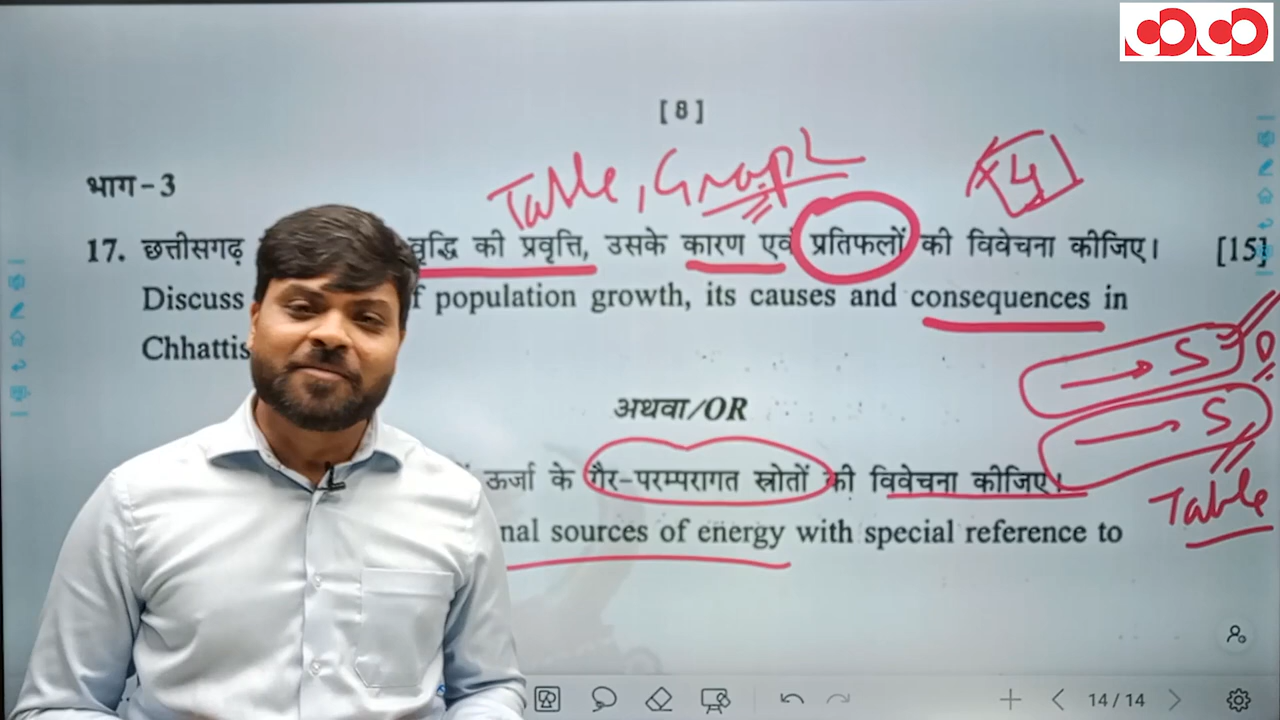 [ 8 ]
भाग - 3
Table, Graph
17. छत्तीसगढ़ वृद्धि की प्रवृत्ति, उसके कारण एवं प्रतिफलों की विवेचना कीजिए। [15]
Discuss of population growth, its causes and consequences in
Chhattis
→ S
→ S
अथवा/OR
ऊर्जा के गैर-परम्परागत स्त्रोतों की विवेचना कीजिए।
Table
nal sources of energy with special reference to
14 / 14